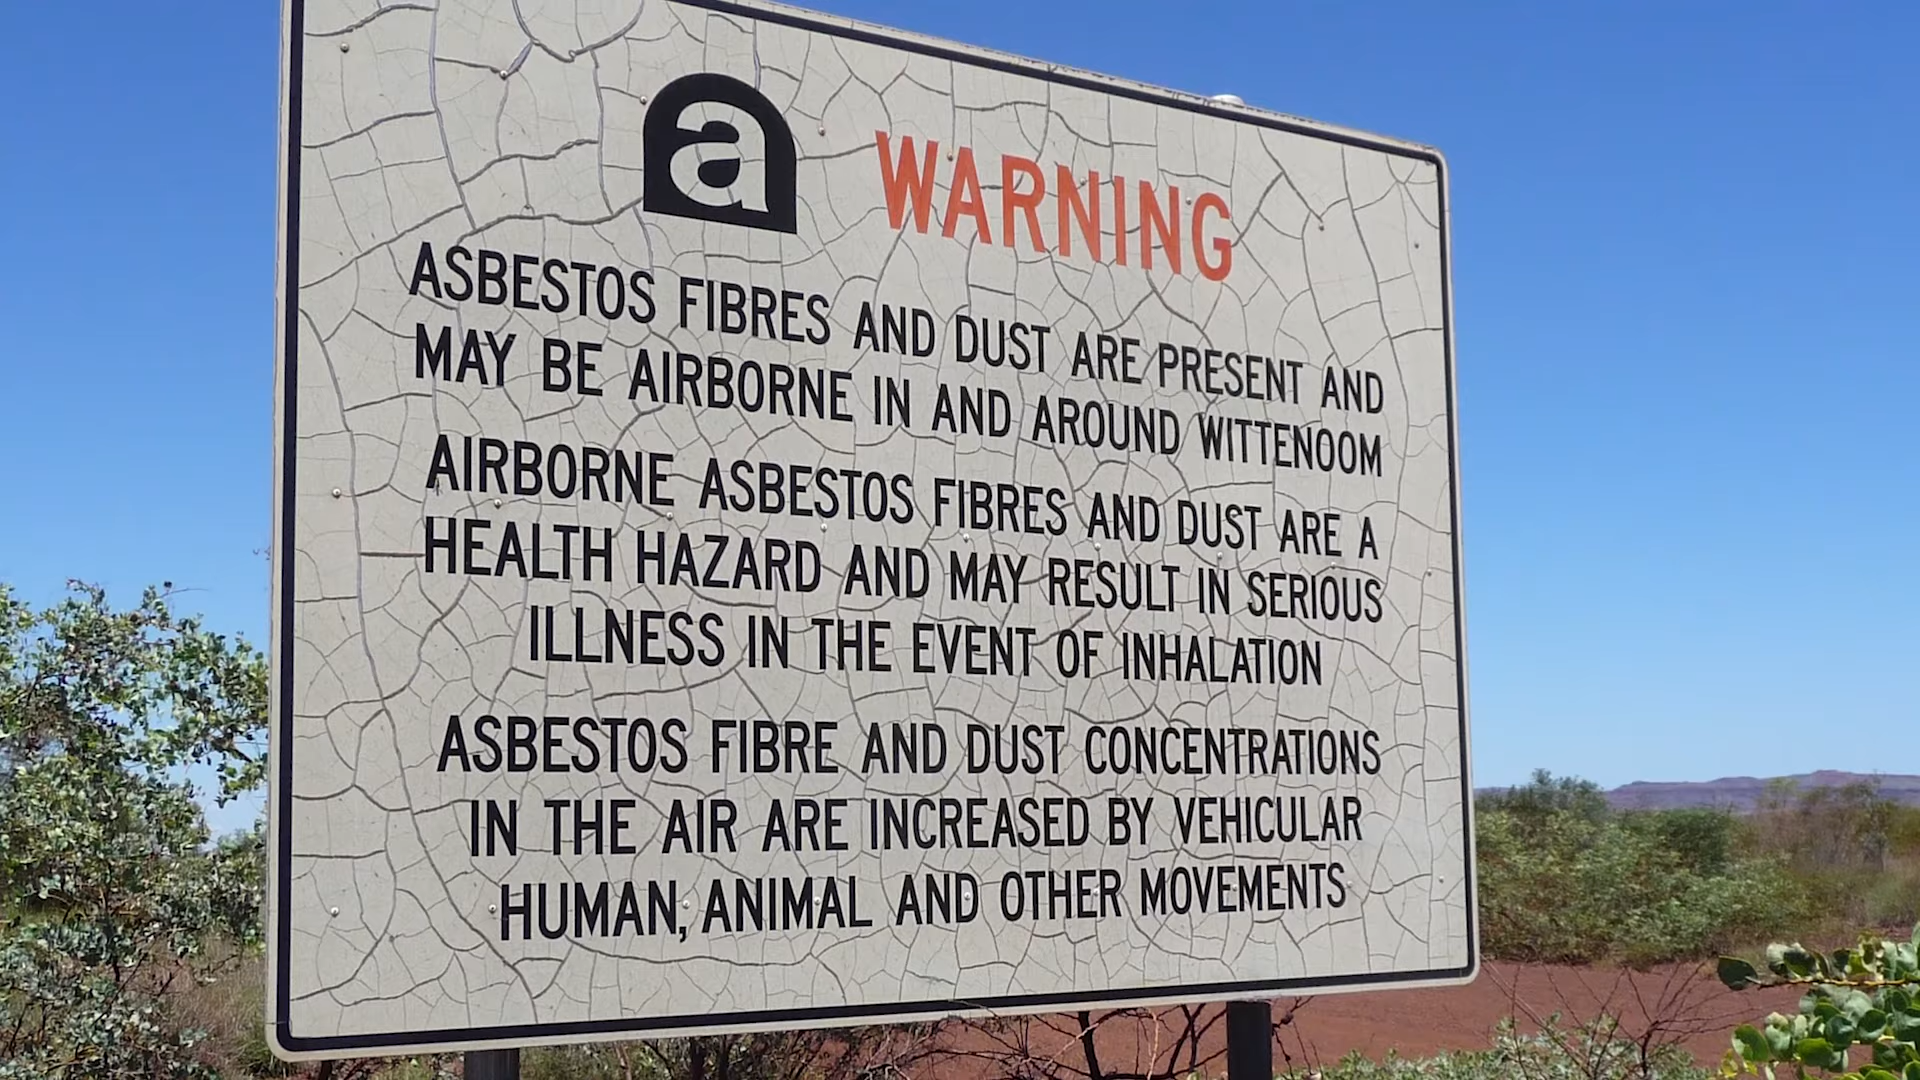 a WARNING
ASBESTOS FIBRES AND DUST ARE PRESENT AND
MAY BE AIRBORNE IN AND AROUND WITTENOOM
AIRBORNE ASBESTOS FIBRES AND DUST ARE A
HEALTH HAZARD AND MAY RESULT IN SERIOUS
ILLNESS IN THE EVENT OF INHALATION
ASBESTOS FIBRE AND DUST CONCENTRATIONS
IN THE AIR ARE INCREASED BY VEHICULAR
HUMAN, ANIMAL AND OTHER MOVEMENTS